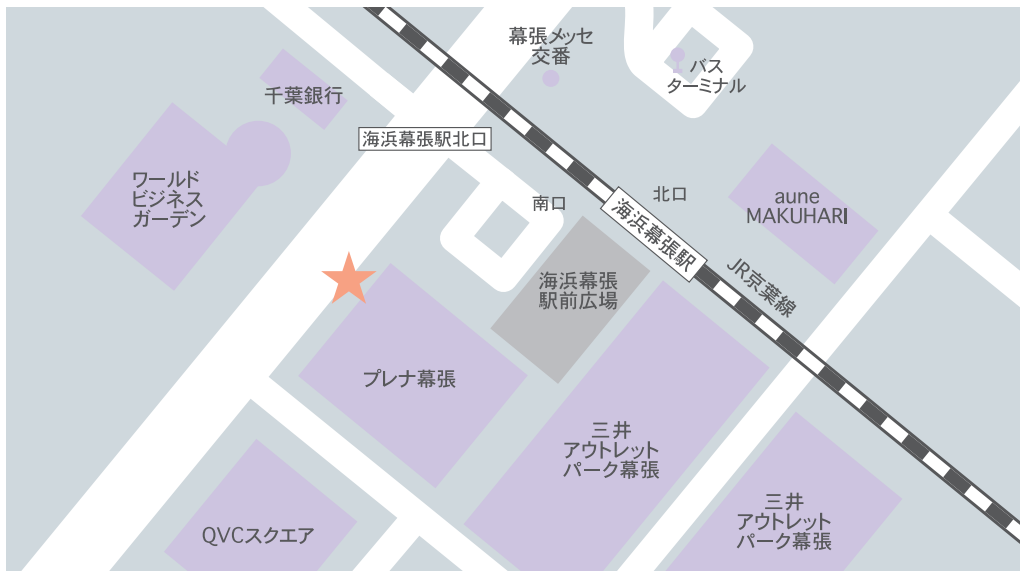 幕張メッセ
交番
バス
ターミナル
千葉銀行
海浜幕張駅北口
ワールド
ビジネス
ガーデン
南口
北口
aune
MAKUHARI
海浜幕張駅
JR京葉線
海浜幕張
駅前広場
プレナ幕張
三井
アウトレット
パーク幕張
三井
アウトレット
パーク幕張
QVCスクエア